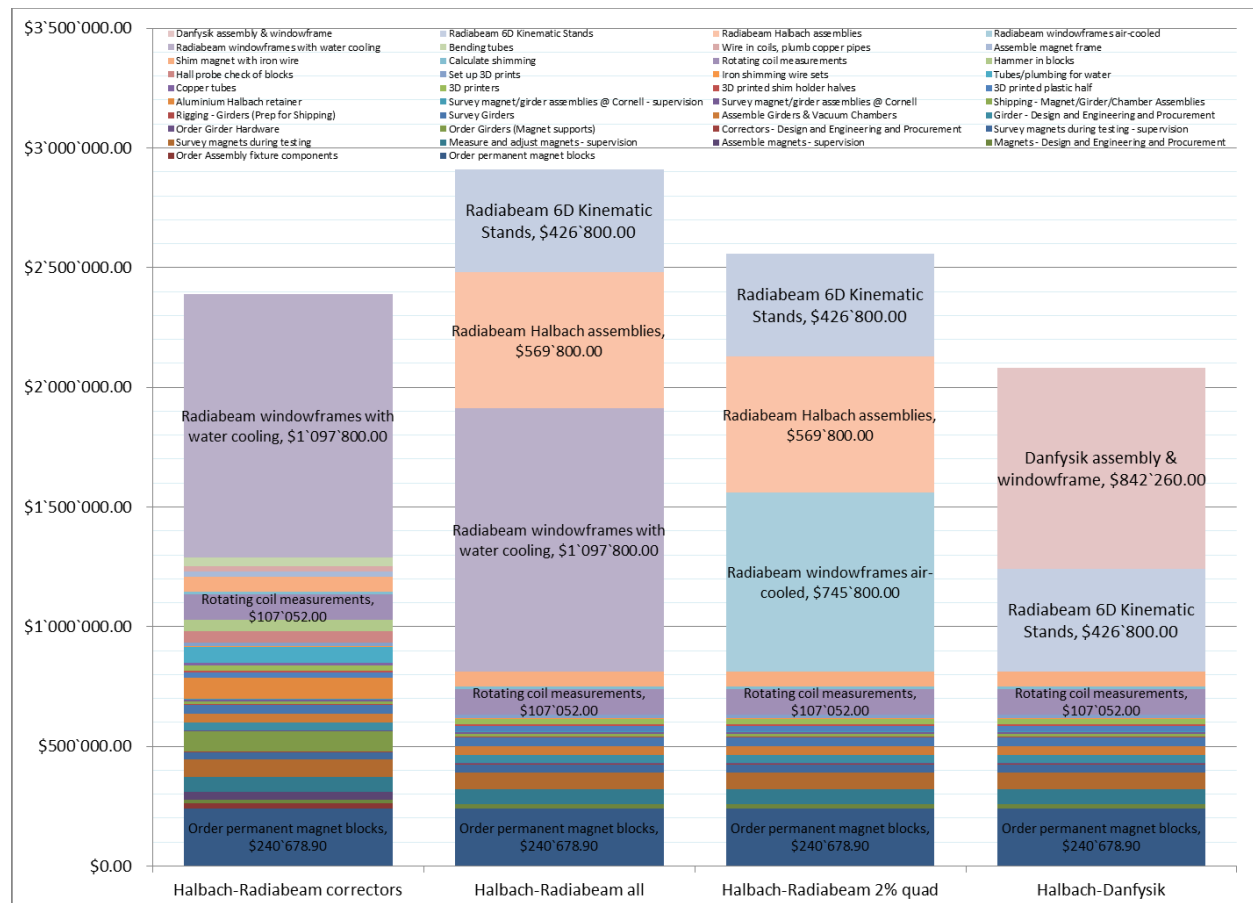 $3`500`000.00
Danfysik assembly & windowframe
Radiabeam 6D Kinematic Stands
Radiabeam Halbach assemblies
Radiabeam windowframes air-cooled
Radiabeam windowframes with water cooling
Bending tubes
Wire in coils, plumb copper pipes
Assemble magnet frame
Shim magnet with iron wire
Calculate shimming
Rotating coil measurements
Hammer in blocks
Hall probe check of blocks
Set up 3D prints
Iron shimming wire sets
Tubes/plumbing for water
Copper tubes
3D printers
3D printed shim holder halves
3D printed plastic half
Aluminium Halbach retainer
Survey magnet/girder assemblies @ Cornell - supervision
Survey magnet/girder assemblies @ Cornell
Shipping - Magnet/Girder/Chamber Assemblies
Rigging - Girders (Prep for Shipping)
Survey Girders
Assemble Girders & Vacuum Chambers
Girder - Design and Engineering and Procurement
Order Girder Hardware
Order Girders (Magnet supports)
Correctors - Design and Engineering and Procurement
Survey magnets during testing - supervision
Survey magnets during testing
Measure and adjust magnets - supervision
Assemble magnets - supervision
Magnets - Design and Engineering and Procurement
Order Assembly fixture components
Order permanent magnet blocks
$3`000`000.00
$2`500`000.00
$2`000`000.00
$1`500`000.00
$1`000`000.00
$500`000.00
$0.00
Radiabeam windowframes with
water cooling, $1`097`800.00
Rotating coil measurements,
$107`052.00
Order permanent magnet blocks,
$240`678.90
Radiabeam 6D Kinematic
Stands, $426`800.00
Radiabeam Halbach assemblies,
$569`800.00
Radiabeam windowframes with
water cooling, $1`097`800.00
Rotating coil measurements,
$107`052.00
Order permanent magnet blocks,
$240`678.90
Radiabeam 6D Kinematic
Stands, $426`800.00
Radiabeam Halbach assemblies,
$569`800.00
Radiabeam windowframes air-
cooled, $745`800.00
Rotating coil measurements,
$107`052.00
Order permanent magnet blocks,
$240`678.90
Danfysik assembly &
windowframe, $842`260.00
Radiabeam 6D Kinematic
Stands, $426`800.00
Rotating coil measurements,
$107`052.00
Order permanent magnet blocks,
$240`678.90
Halbach-Radiabeam correctors
Halbach-Radiabeam all
Halbach-Radiabeam 2% quad
Halbach-Danfysik